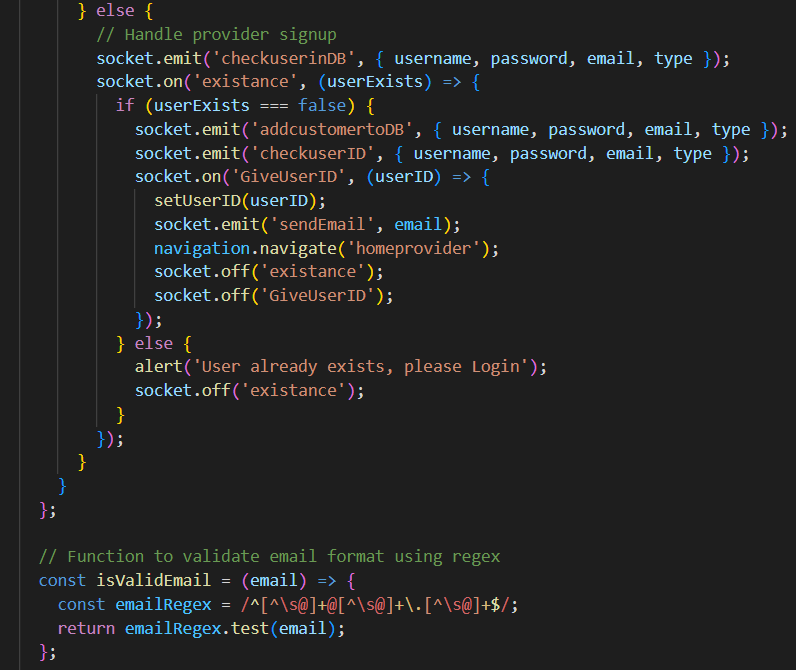 } else {
// Handle provider signup
socket.emit('checkuserinDB', { username, password, email, type });
socket.on('existance', (userExists) => {
if (userExists === false) {
socket.emit('addcustomertoDB', { username, password, email, type });
socket.emit('checkuserID', { username, password, email, type });
socket.on('GiveUserID', (userID) => {
setUserID(userID);
socket.emit('sendEmail', email);
navigation.navigate('homeprovider');
socket.off('existance');
socket.off('GiveUserID');
});
} else {
alert('User already exists, please Login');
socket.off('existance');
}
});
}
}
};
// Function to validate email format using regex
const isValidEmail = (email) => {
const emailRegex = /^[^\s@]+@[^\s@]+\.[^\s@]+$/;
return emailRegex.test(email);
};